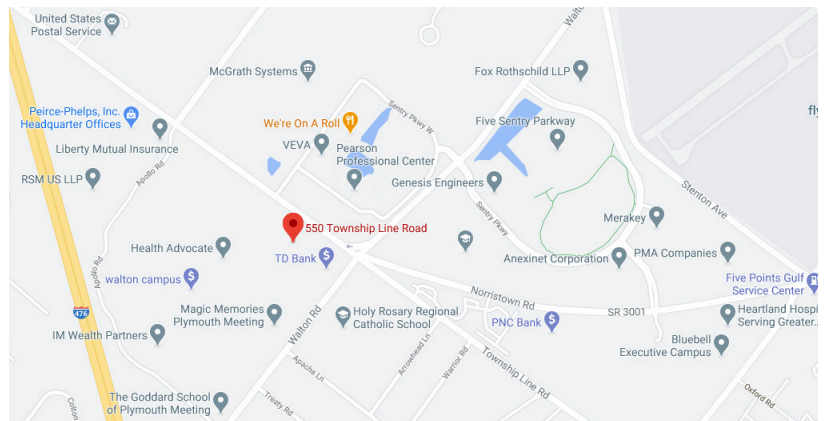 United States
Postal Service
Walton
McGrath Systems
Fox Rothschild LLP
Peirce-Phelps, Inc.
Headquarter Offices
We're On A Roll
Sentry Pkwy W
Five Sentry Parkway
fly
Liberty Mutual Insurance
VEVA
Pearson
Professional Center
RSM US LLP
Apollo Rd
Genesis Engineers
Stenton Ave
Sentry Pkwy
Merakey
550 Township Line Road
Health Advocate
TD Bank
Anexinet Corporation
PMA Companies
Apollo Rd
walton campus
Norristown Rd
SR 3001
Five Points Gulf
Service Center
476
Magic Memories
Plymouth Meeting
Walton Rd
Holy Rosary Regional
Catholic School
PNC Bank
Heartland Hospi
Serving Greater...
IM Wealth Partners
Bluebell
Executive Campus
Apache Ln
Arrowhead Ln
Warrior Rd
Township Line Rd
The Goddard School
of Plymouth Meeting
Treaty Rd
Oxford Rd
Colton